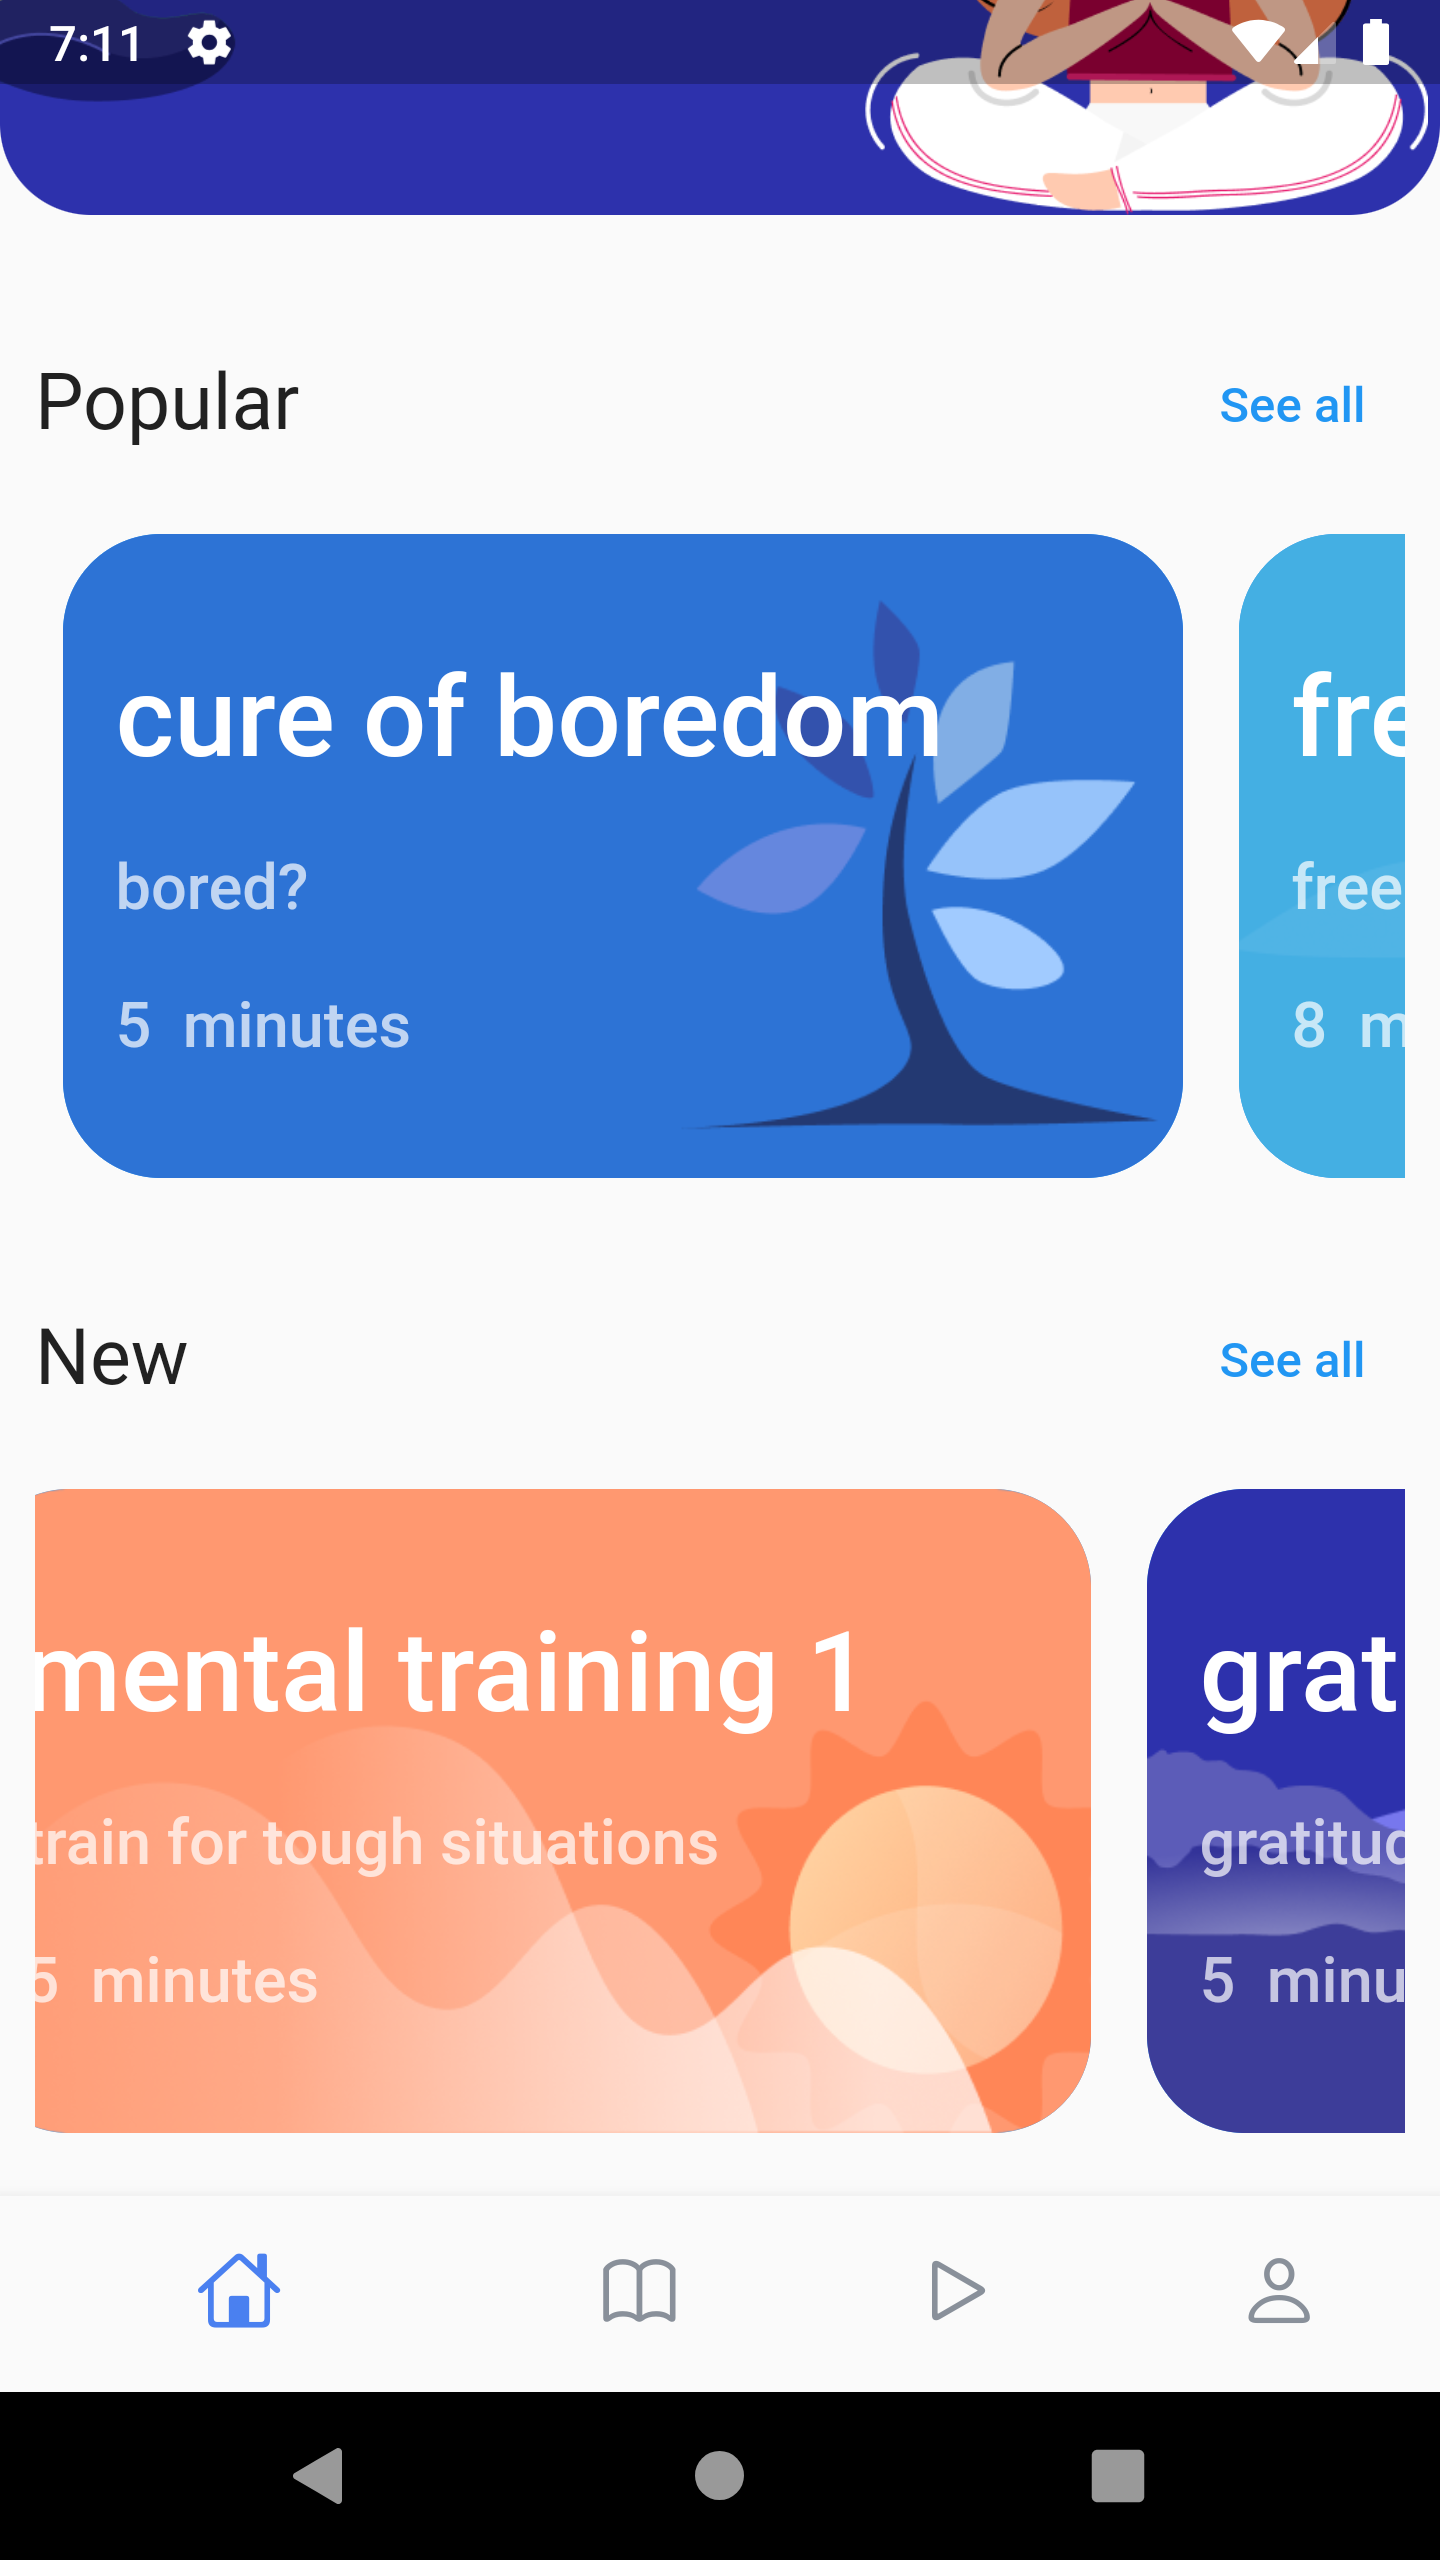 7:11
Popular
See all
cure of boredom
bored?
5 minutes
fre
free
8 m
New
See all
mental training 1
train for tough situations
5 minutes
grat
gratitud
5 minu